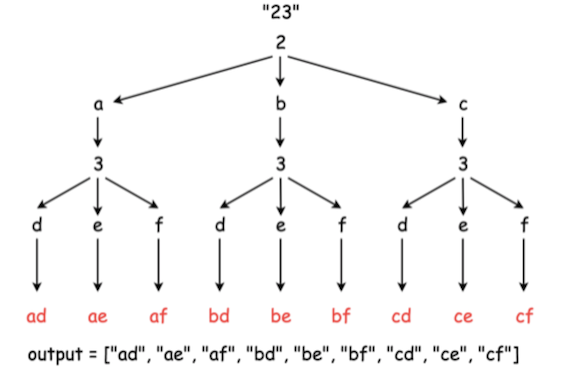 "23"
2
a b c
3 3 3
d e f d e f d e f
ad ae af bd be bf cd ce cf
output = ["ad", "ae", "af", "bd", "be", "bf", "cd", "ce", "cf"]